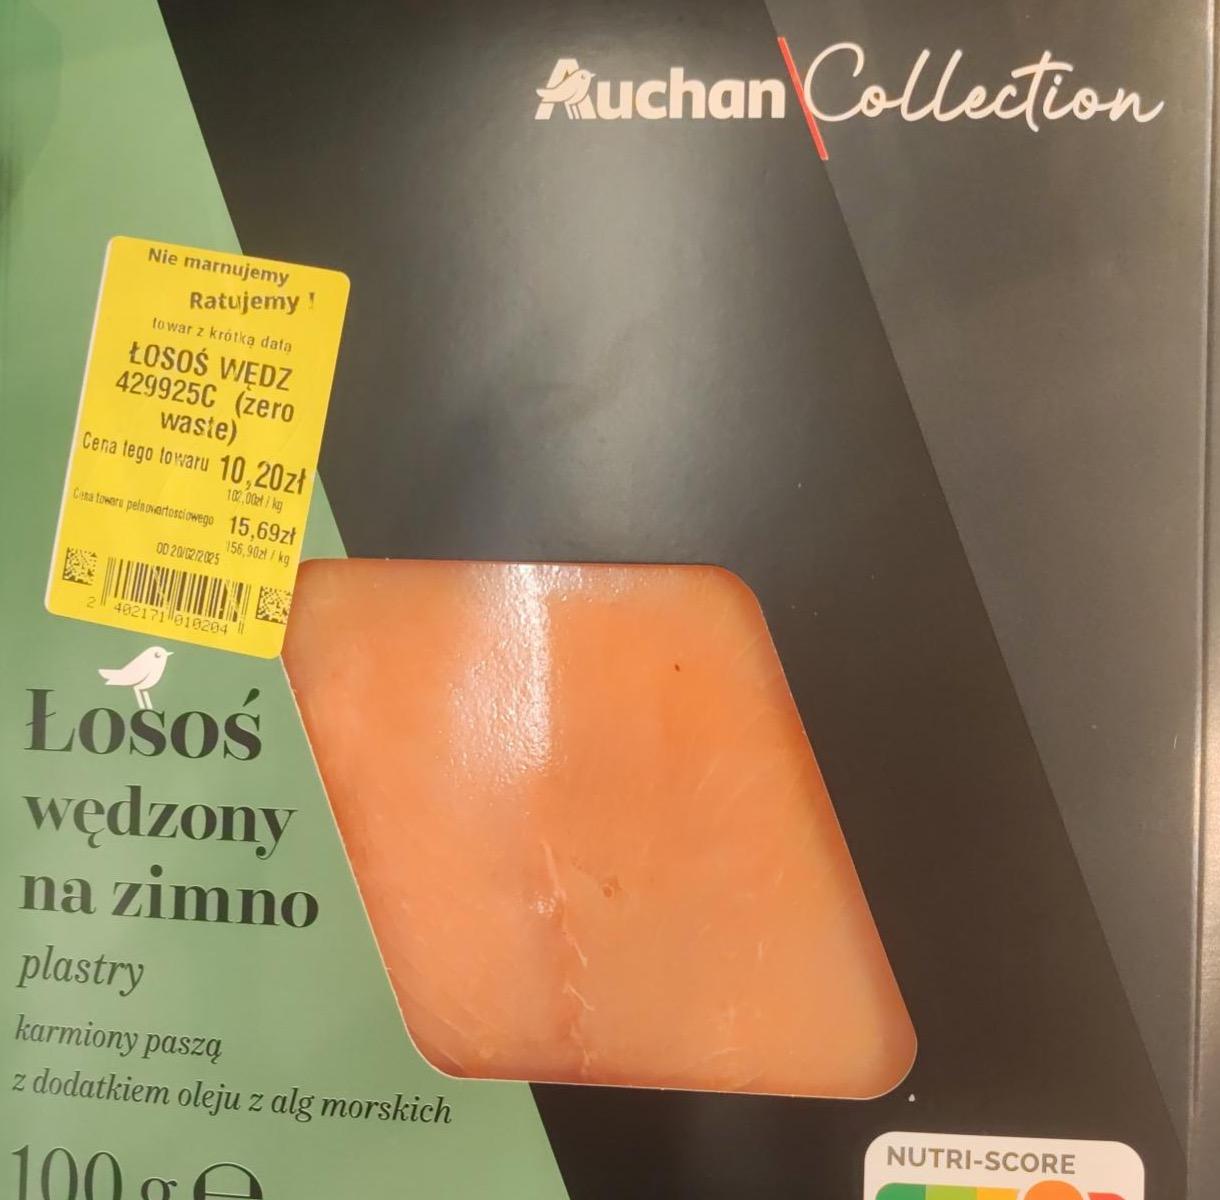 Auchan Collection
Nie marnujemy
Ratujemy !
towar z krótką datą
ŁOSOŚ WĘDZ
429925C (zero
waste)
Cena tego towaru 10,20zł
102,00zł / kg
Cena towaru pełnowartosciowego 15,69zł
OD 20/02/2025 156,90zł / kg
2 402171 010204
Łosoś
wędzony
na zimno
plastry
karmiony paszą
z dodatkiem oleju z alg morskich
100 g ℮
NUTRI-SCORE